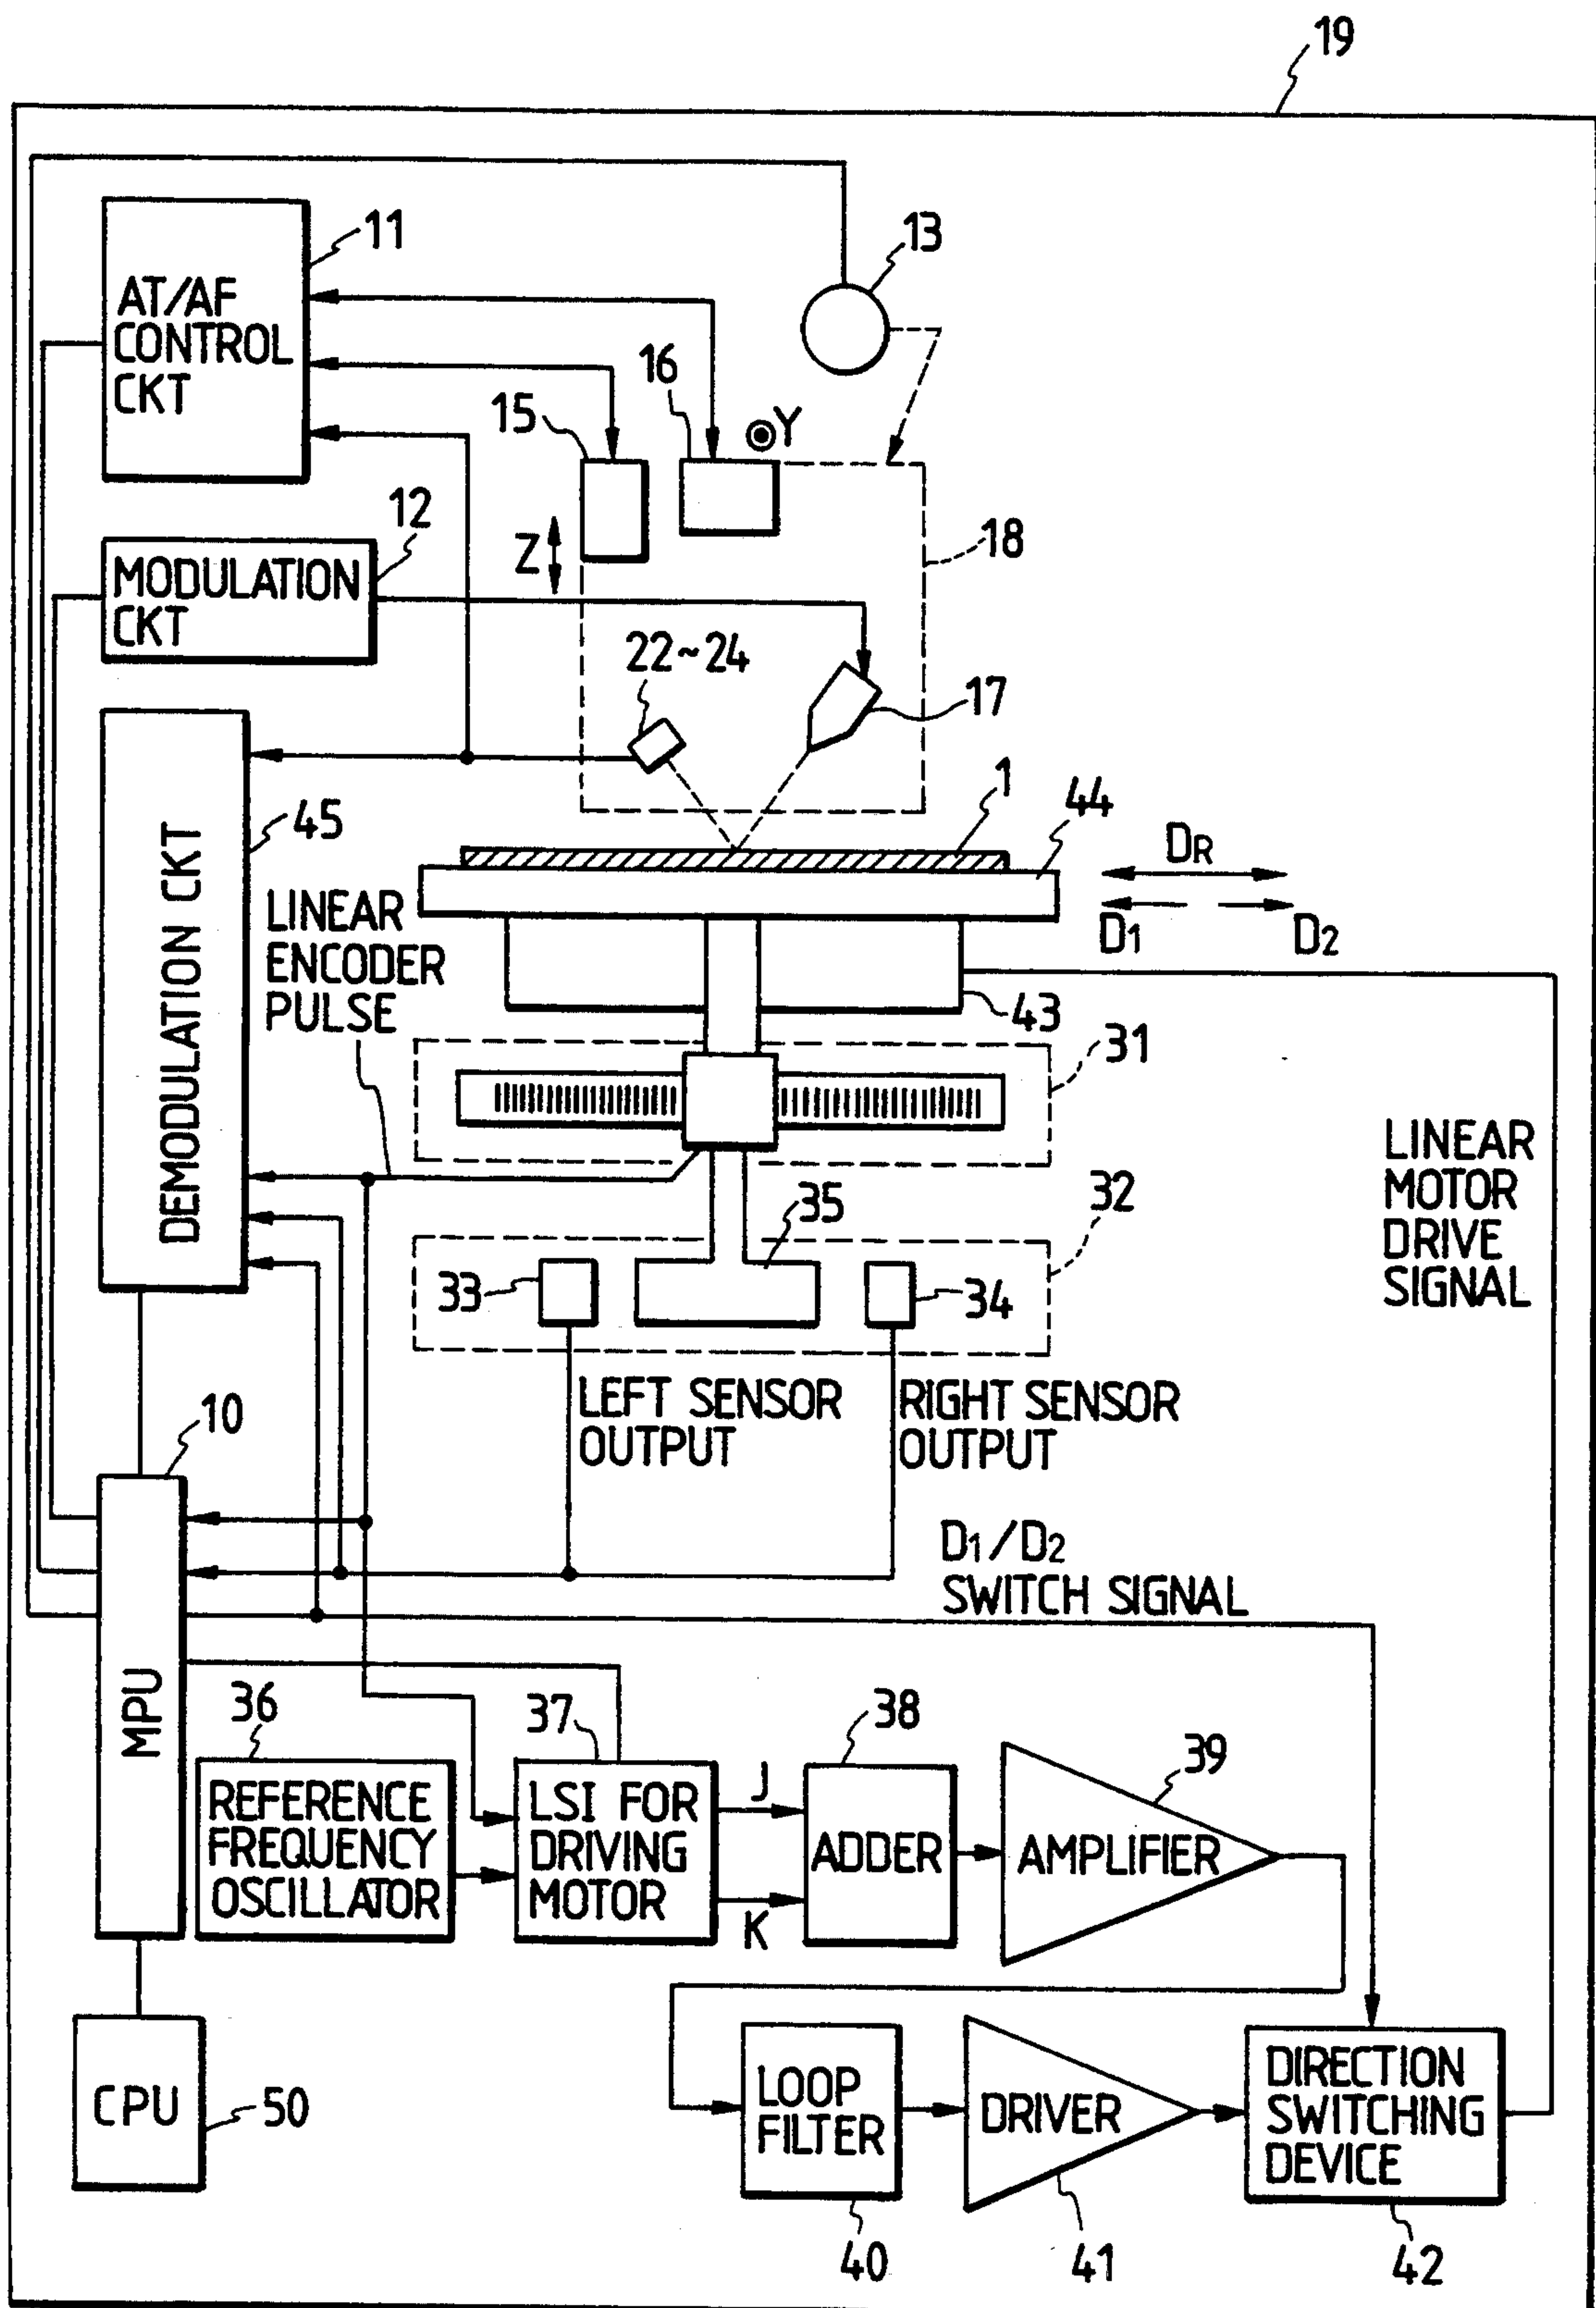 19
11
13
AT/AF
CONTROL
CKT
16
15
Y
12
Z
18
MODULATION
CKT
22~24
17
1
44
45
DR
D1
D2
LINEAR
ENCODER
PULSE
DEMODULATION CKT
43
31
LINEAR
MOTOR
DRIVE
SIGNAL
35
32
33
34
LEFT SENSOR
OUTPUT
RIGHT SENSOR
OUTPUT
10
D1/D2
SWITCH SIGNAL
MPU
36
37
38
39
REFERENCE
FREQUENCY
OSCILLATOR
LSI FOR
DRIVING
MOTOR
J
K
ADDER
AMPLIFIER
CPU
50
LOOP
FILTER
DRIVER
DIRECTION
SWITCHING
DEVICE
40
41
42